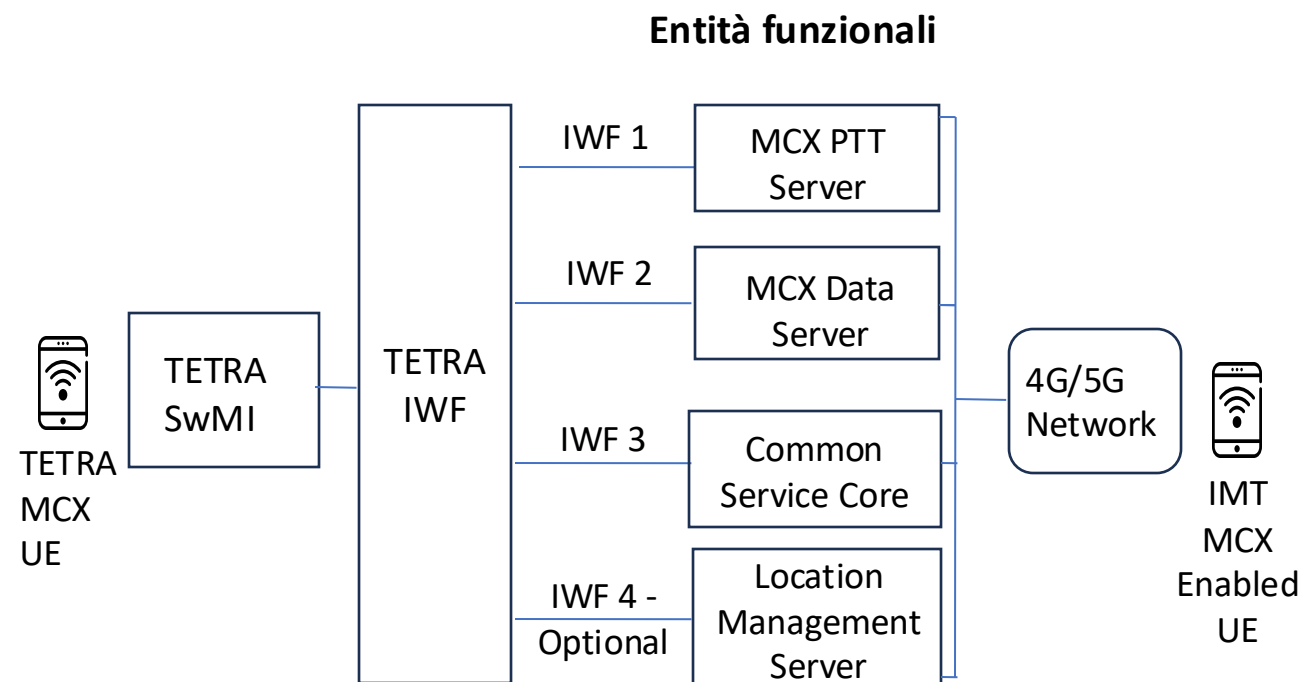 Entità funzionali
IWF 1
MCX PTT
Server
IWF 2
MCX Data
Server
TETRA
SwMI
TETRA
IWF
4G/5G
Network
TETRA
MCX
UE
IWF 3
Common
Service Core
IMT
MCX
Enabled
UE
IWF 4 -
Optional
Location
Management
Server